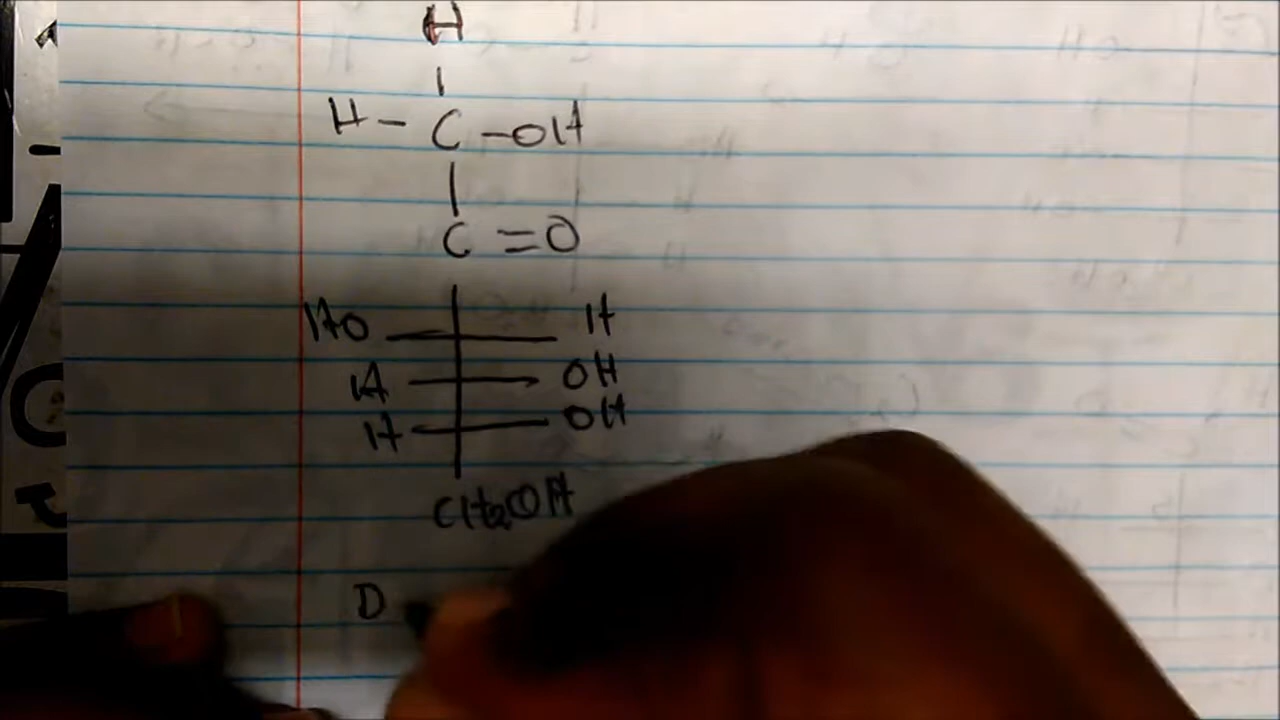 H
H - C - OH
C = O
HO H
H OH
H OH
CH₂OH
D